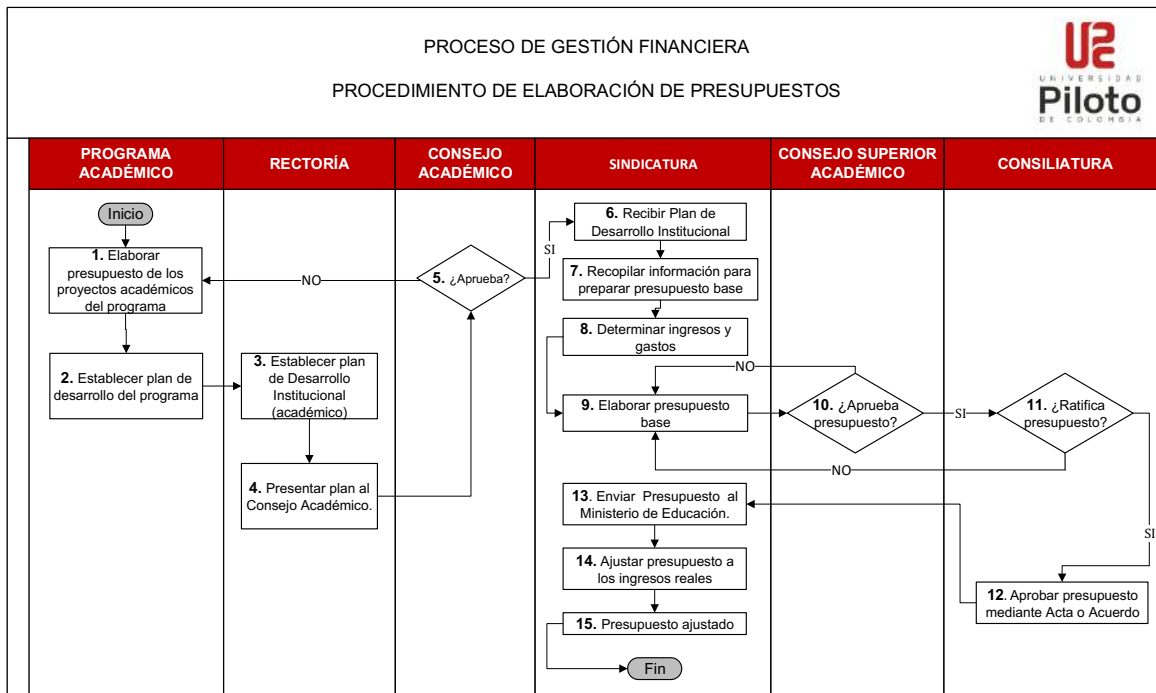 PROCESO DE GESTIÓN FINANCIERA
PROCEDIMIENTO DE ELABORACIÓN DE PRESUPUESTOS
UPC
UNIVERSIDAD
Piloto
DE COLOMBIA
PROGRAMA
ACADÉMICO
RECTORÍA
CONSEJO
ACADÉMICO
SINDICATURA
CONSEJO SUPERIOR
ACADÉMICO
CONSILIATURA
Inicio
1. Elaborar
presupuesto de los
proyectos académicos
del programa
2. Establecer plan de
desarrollo del programa
3. Establecer plan
de Desarrollo
Institucional
(académico)
4. Presentar plan al
Consejo Académico.
5. ¿Aprueba?
NO
SI
6. Recibir Plan de
Desarrollo Institucional
7. Recopilar información para
preparar presupuesto base
8. Determinar ingresos y
gastos
9. Elaborar presupuesto
base
NO
10. ¿Aprueba
presupuesto?
SI
11. ¿Ratifica
presupuesto?
NO
SI
12. Aprobar presupuesto
mediante Acta o Acuerdo
13. Enviar Presupuesto al
Ministerio de Educación.
14. Ajustar presupuesto a
los ingresos reales
15. Presupuesto ajustado
Fin